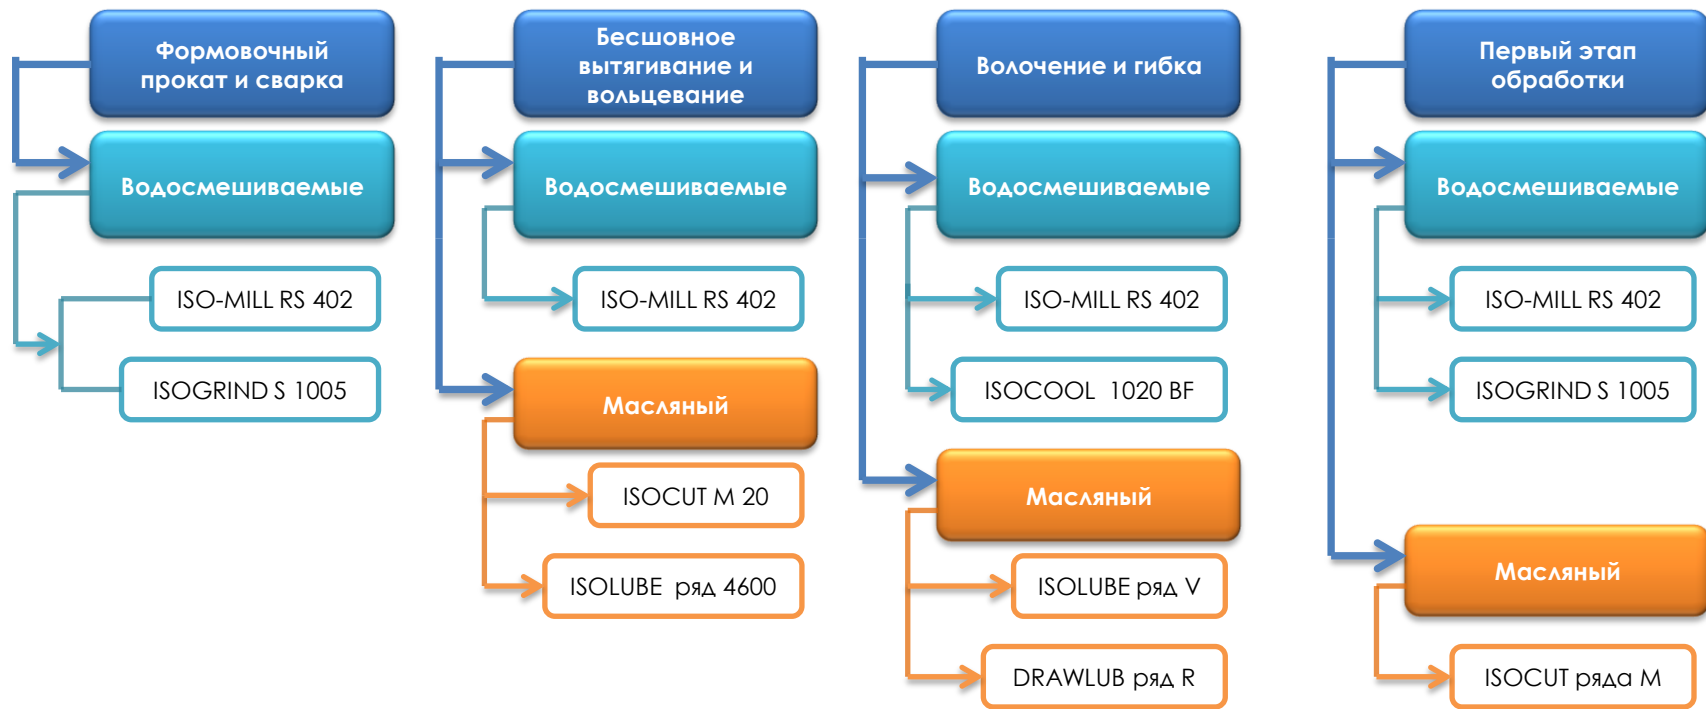 Формовочный
прокат и сварка
Водосмешиваемые
ISO-MILL RS 402
ISOGRIND S 1005
Бесшовное
вытягивание и
вольцевание
Водосмешиваемые
ISO-MILL RS 402
Масляный
ISOCUT M 20
ISOLUBE ряд 4600
Волочение и гибка
Водосмешиваемые
ISO-MILL RS 402
ISOCOOL 1020 BF
Масляный
ISOLUBE ряд V
DRAWLUB ряд R
Первый этап
обработки
Водосмешиваемые
ISO-MILL RS 402
ISOGRIND S 1005
Масляный
ISOCUT ряда M